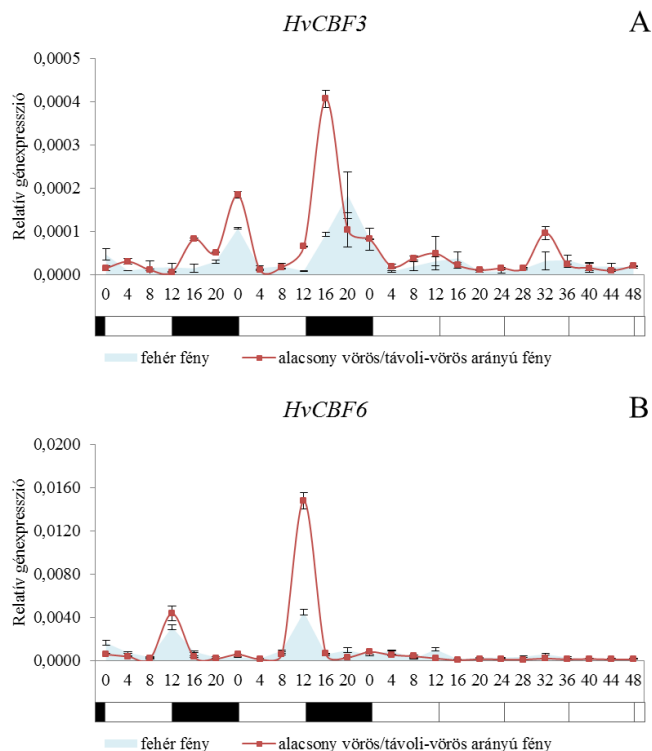 HvCBF3 A
Relatív génexpresszió
0,0005
0,0004
0,0003
0,0002
0,0001
0,0000
0 4 8 12 16 20 0 4 8 12 16 20 0 4 8 12 16 20 24 28 32 36 40 44 48
fehér fény alacsony vörös/távoli-vörös arányú fény
HvCBF6 B
Relatív génexpresszió
0,0200
0,0160
0,0120
0,0080
0,0040
0,0000
0 4 8 12 16 20 0 4 8 12 16 20 0 4 8 12 16 20 24 28 32 36 40 44 48
fehér fény alacsony vörös/távoli-vörös arányú fény